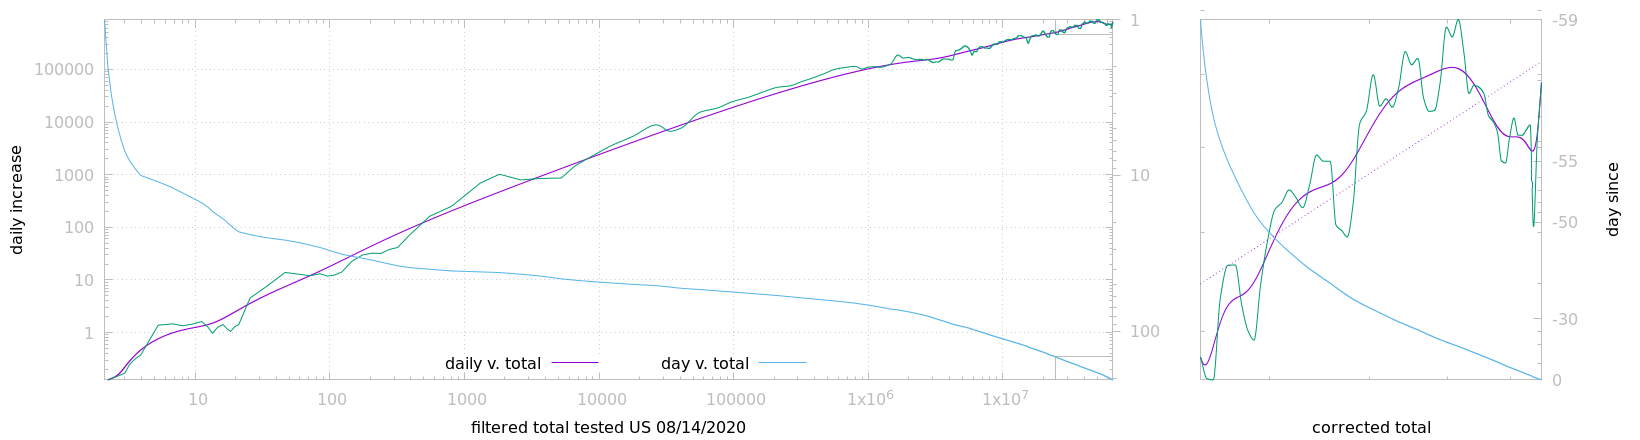 daily increase
100000
10000
1000
100
10
1
daily v. total
day v. total
10
100
1000
10000
100000
1x10^6
1x10^7
1
10
100
filtered total tested US 08/14/2020
-59
-55
-50
-30
0
day since
corrected total